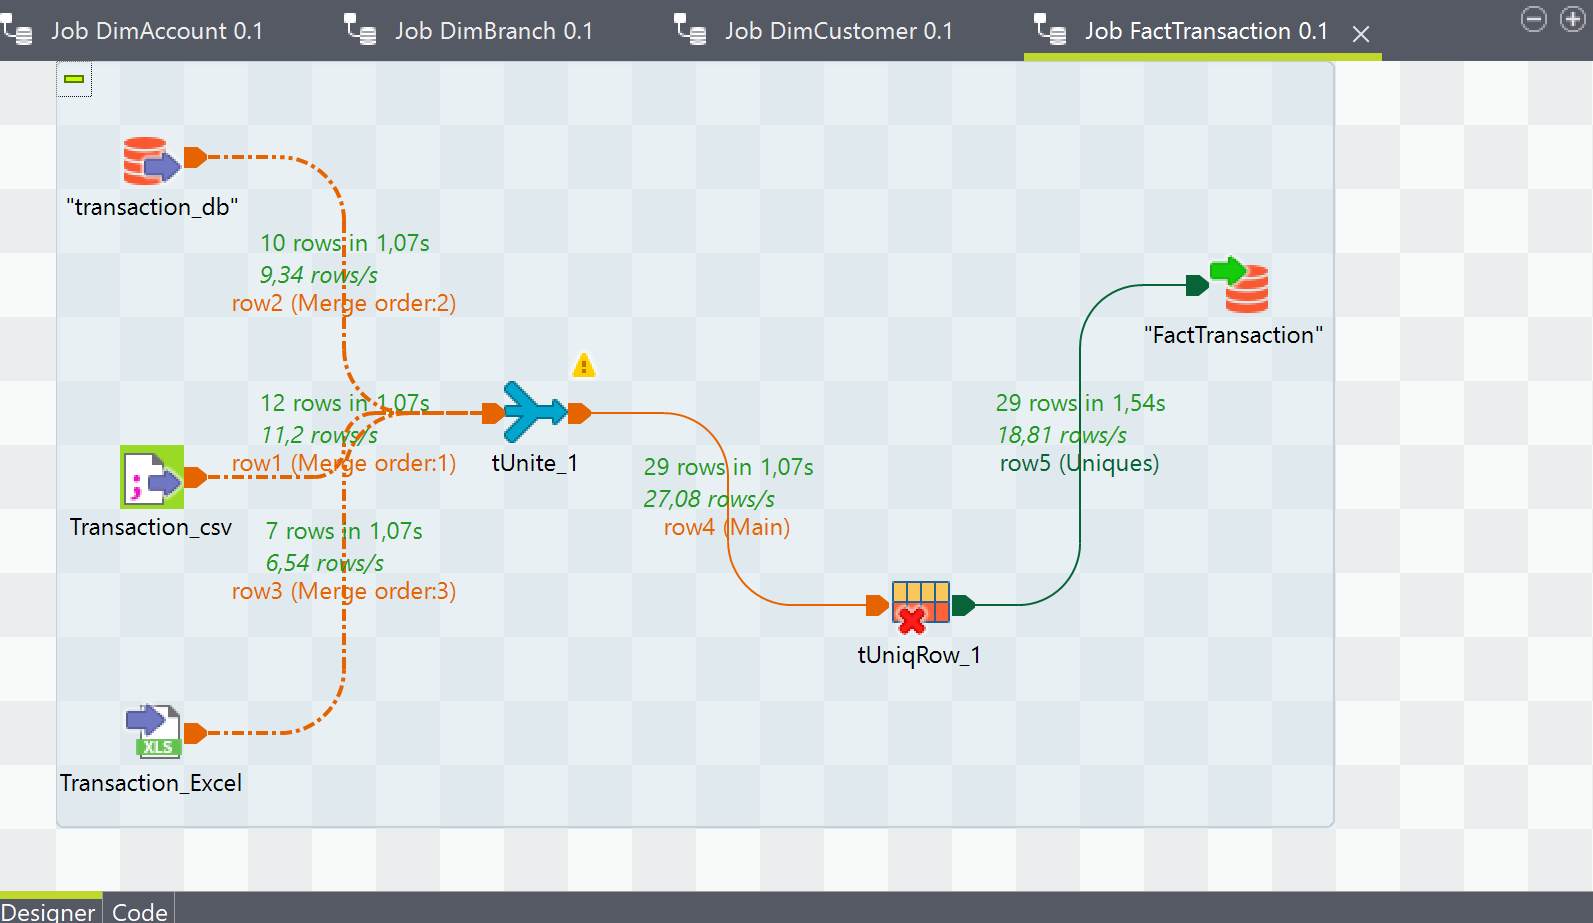 Job DimAccount 0.1
Job DimBranch 0.1
Job DimCustomer 0.1
Job FactTransaction 0.1
"transaction_db"
10 rows in 1,07s
9,34 rows/s
row2 (Merge order:2)
"FactTransaction"
12 rows in 1,07s
11,2 rows/s
row1 (Merge order:1)
tUnite_1
29 rows in 1,07s
27,08 rows/s
row4 (Main)
29 rows in 1,54s
18,81 rows/s
row5 (Uniques)
Transaction_csv
7 rows in 1,07s
6,54 rows/s
row3 (Merge order:3)
tUniqRow_1
XLS
Transaction_Excel
Designer
Code